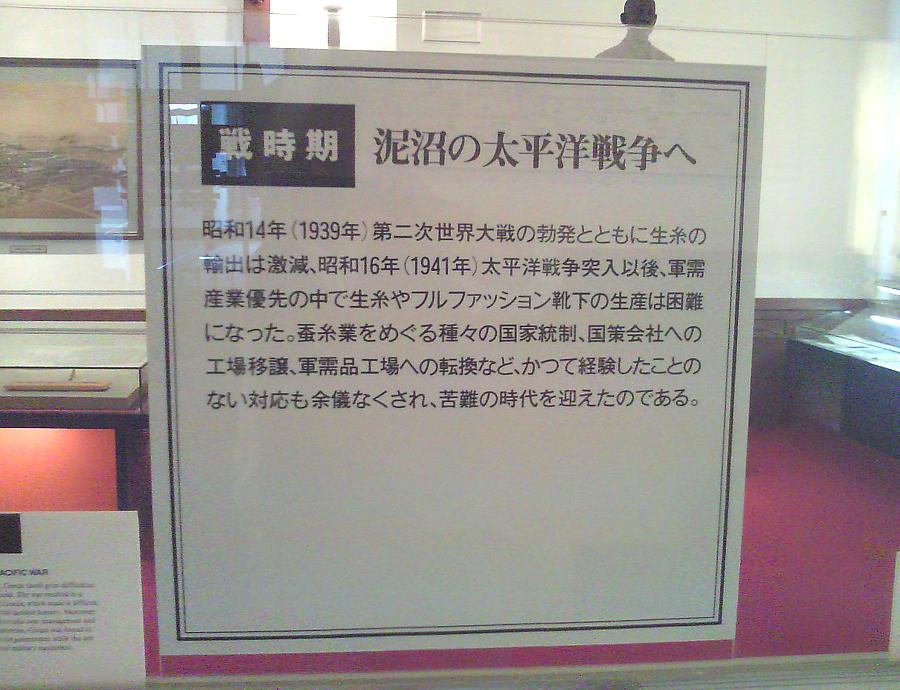 戦時期 泥沼の太平洋戦争へ
昭和14年(1939年)第二次世界大戦の勃発とともに生糸の
輸出は激減、昭和16年(1941年)太平洋戦争突入以後、軍需
産業優先の中で生糸やフルファッション靴下の生産は困難
になった。蚕糸業をめぐる種々の国家統制、国策会社への
工場移譲、軍需品工場への転換など、かつて経験したことの
ない対応も余儀なくされ、苦難の時代を迎えたのである。
ACIFIC WAR